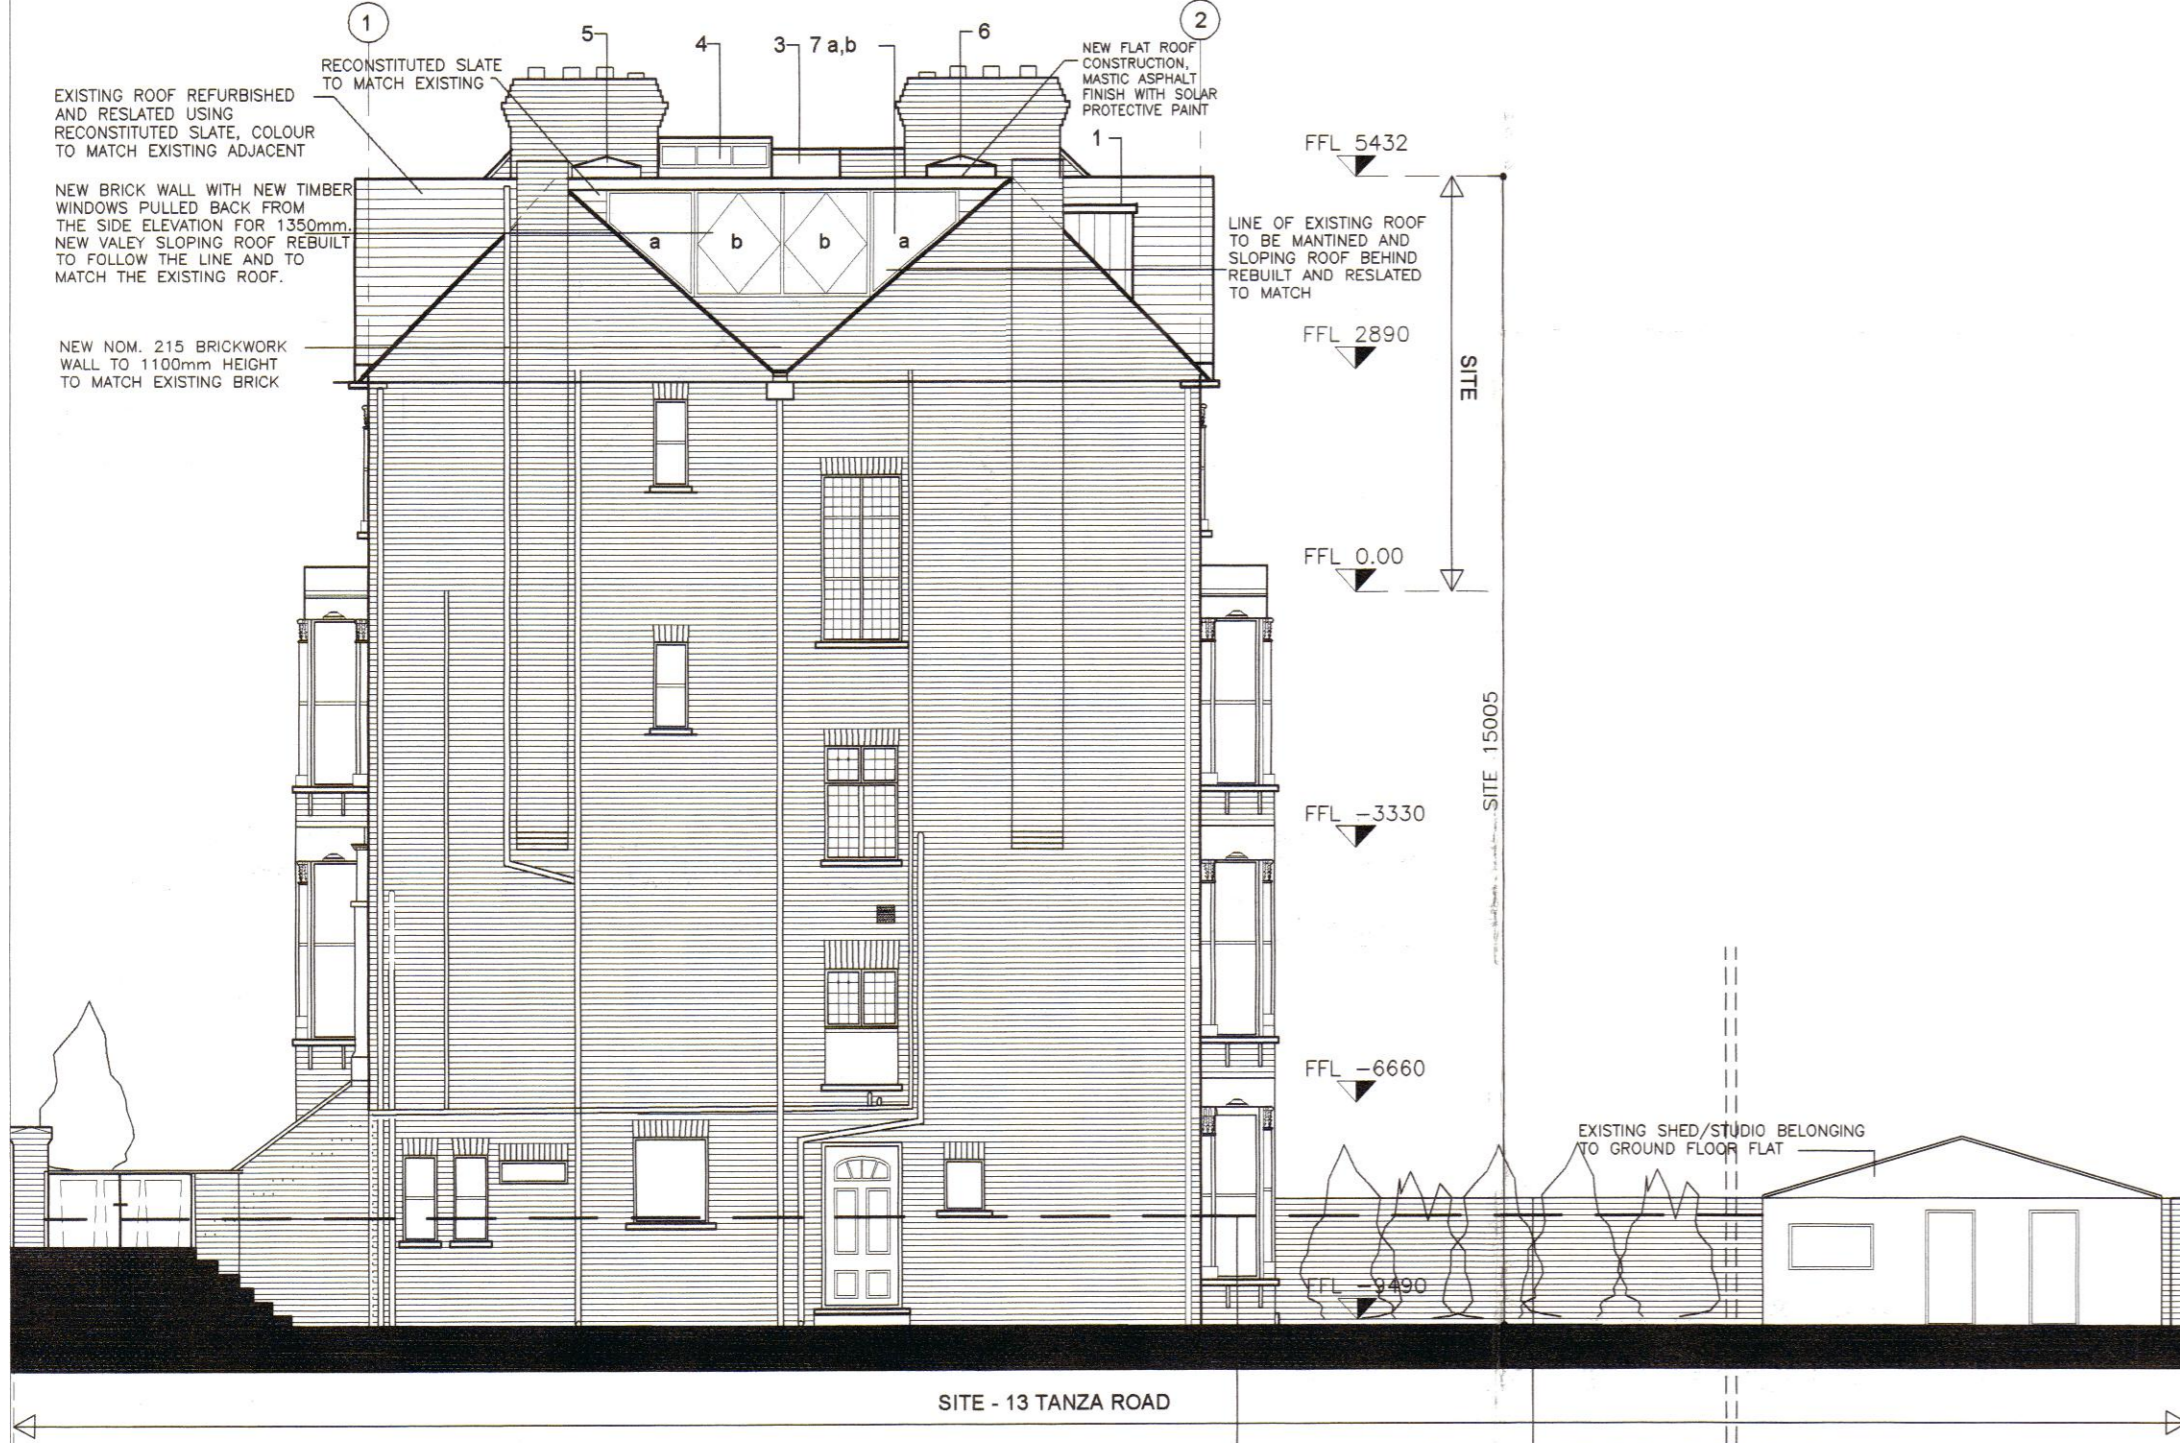 1
2
5
4
3
7 a,b
6
RECONSTITUTED SLATE
TO MATCH EXISTING
NEW FLAT ROOF
CONSTRUCTION,
MASTIC ASPHALT
FINISH WITH SOLAR
PROTECTIVE PAINT
1
EXISTING ROOF REFURBISHED
AND RESLATED USING
RECONSTITUTED SLATE, COLOUR
TO MATCH EXISTING ADJACENT
NEW BRICK WALL WITH NEW TIMBER
WINDOWS PULLED BACK FROM
THE SIDE ELEVATION FOR 1350mm.
NEW VALEY SLOPING ROOF REBUILT
TO FOLLOW THE LINE AND TO
MATCH THE EXISTING ROOF.
NEW NOM. 215 BRICKWORK
WALL TO 1100mm HEIGHT
TO MATCH EXISTING BRICK
a
b
b
a
LINE OF EXISTING ROOF
TO BE MANTINED AND
SLOPING ROOF BEHIND
REBUILT AND RESLATED
TO MATCH
FFL 5432
FFL 2890
SITE
FFL 0.00
SITE 15005
FFL -3330
FFL -6660
EXISTING SHED/STUDIO BELONGING
TO GROUND FLOOR FLAT
FFL -9490
SITE - 13 TANZA ROAD